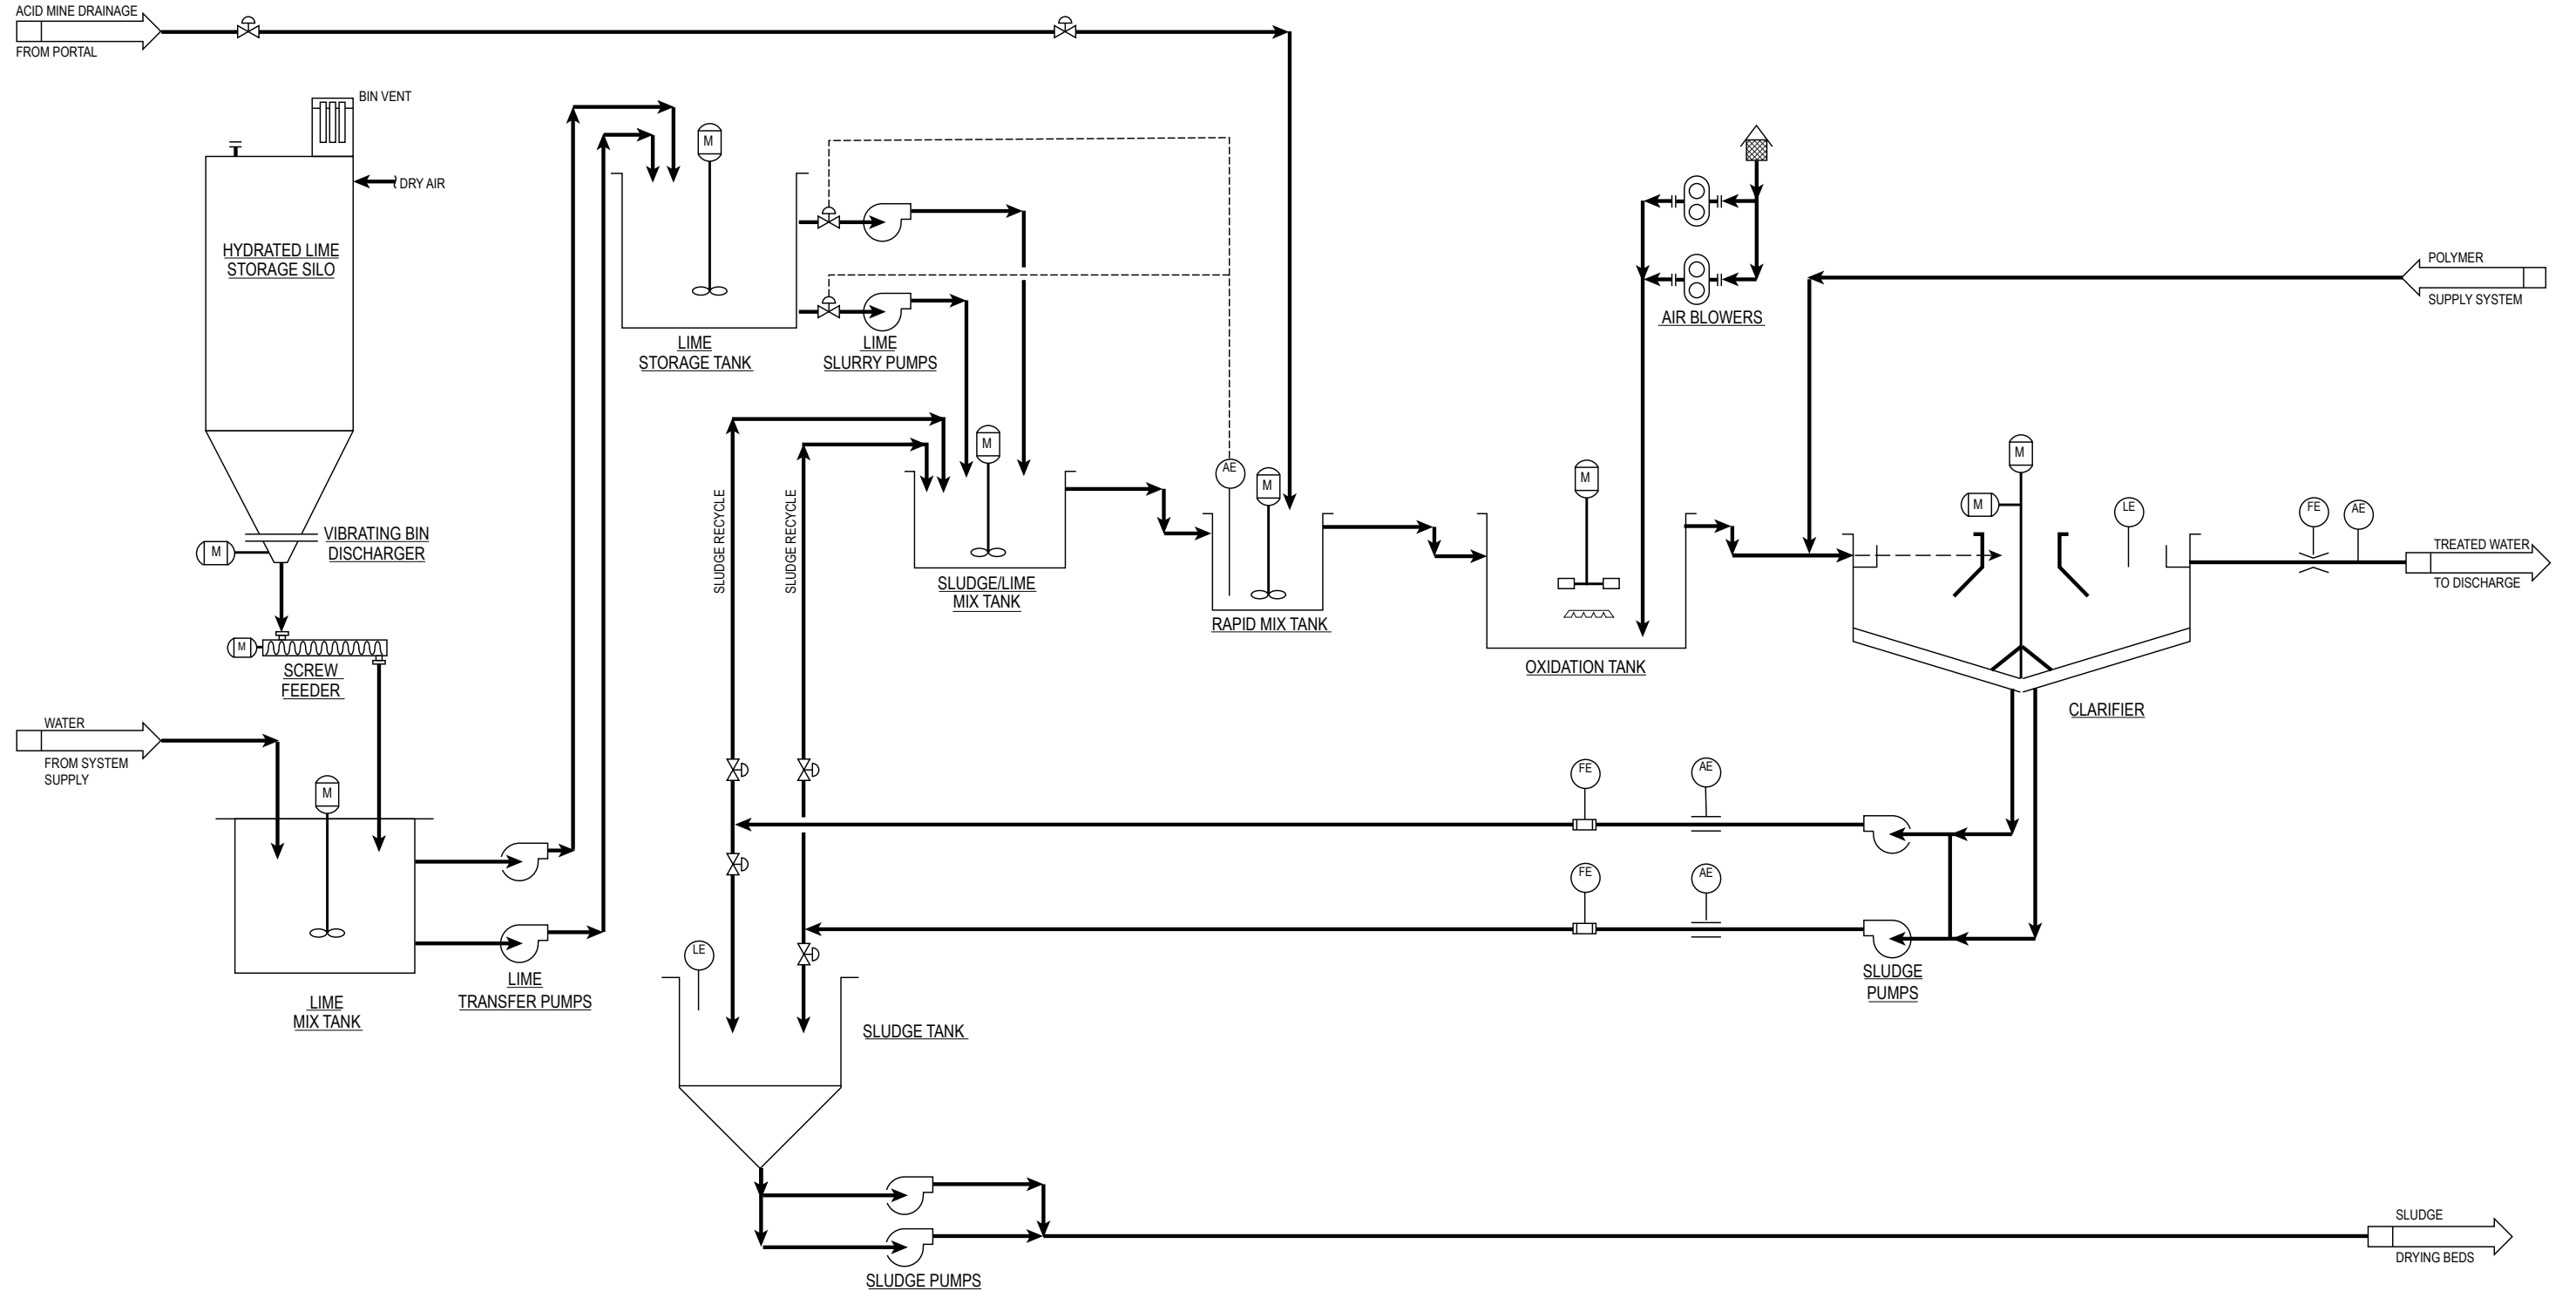 ACID MINE DRAINAGE
FROM PORTAL
BIN VENT
DRY AIR
HYDRATED LIME
STORAGE SILO
M
VIBRATING BIN
DISCHARGER
M
SCREW
FEEDER
WATER
FROM SYSTEM
SUPPLY
M
LIME
MIX TANK
LIME
TRANSFER PUMPS
M
LIME
STORAGE TANK
LIME
SLURRY PUMPS
SLUDGE RECYCLE
SLUDGE RECYCLE
M
SLUDGE/LIME
MIX TANK
AE
M
RAPID MIX TANK
M
OXIDATION TANK
AIR BLOWERS
POLYMER
SUPPLY SYSTEM
M
M
LE
FE
AE
TREATED WATER
TO DISCHARGE
CLARIFIER
FE
AE
FE
AE
SLUDGE
PUMPS
LE
SLUDGE TANK
SLUDGE PUMPS
SLUDGE
DRYING BEDS